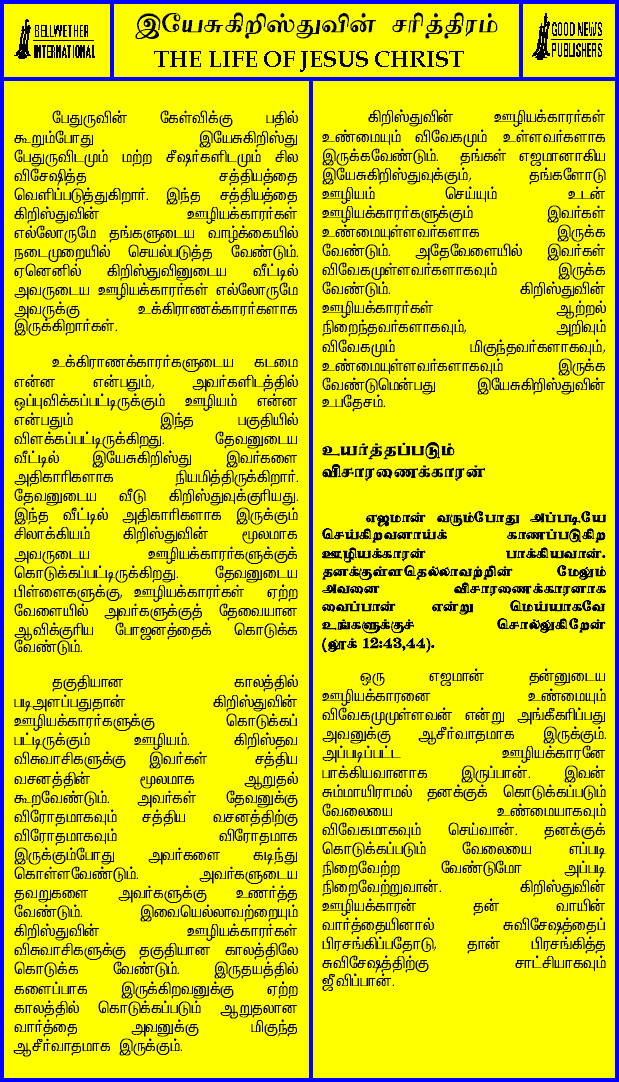 BELLWETHER
INTERNATIONAL
இயேசுகிறிஸ்துவின் சரித்திரம்
THE LIFE OF JESUS CHRIST
GOOD NEWS
PUBLISHERS
பேதுருவின் கேள்விக்கு பதில்
கூறும்போது இயேசுகிறிஸ்து
பேதுருவிடமும் மற்ற சீஷர்களிடமும் சில
விசேஷித்த சத்தியத்தை
வெளிப்படுத்துகிறார். இந்த சத்தியத்தை
கிறிஸ்துவின் ஊழியக்காரர்கள்
எல்லோருமே தங்களுடைய வாழ்க்கையில்
நடைமுறையில் செயல்படுத்த வேண்டும்.
ஏனெனில் கிறிஸ்துவினுடைய வீட்டில்
அவருடைய ஊழியக்காரர்கள் எல்லோருமே
அவருக்கு உக்கிராணக்காரர்களாக
இருக்கிறார்கள்.
உக்கிராணக்காரர்களுடைய கடமை
என்ன என்பதும், அவர்களிடத்தில்
ஒப்புவிக்கப்பட்டிருக்கும் ஊழியம் என்ன
என்பதும் இந்த பகுதியில்
விளக்கப்பட்டிருக்கிறது. தேவனுடைய
வீட்டில் இயேசுகிறிஸ்து இவர்களை
அதிகாரிகளாக நியமித்திருக்கிறார்.
தேவனுடைய வீடு கிறிஸ்துவுக்குரியது.
இந்த வீட்டில் அதிகாரிகளாக இருக்கும்
சிலாக்கியம் கிறிஸ்துவின் மூலமாக
அவருடைய ஊழியக்காரர்களுக்குக்
கொடுக்கப்பட்டிருக்கிறது. தேவனுடைய
பிள்ளைகளுக்கு, ஊழியக்காரர்கள் ஏற்ற
வேளையில் அவர்களுக்குத் தேவையான
ஆவிக்குரிய போஜனத்தைக் கொடுக்க
வேண்டும்.
தகுதியான காலத்தில்
படிஅளப்பதுதான் கிறிஸ்துவின்
ஊழியக்காரர்களுக்கு கொடுக்கப்
பட்டிருக்கும் ஊழியம். கிறிஸ்தவ
விசுவாசிகளுக்கு இவர்கள் சத்திய
வசனத்தின் மூலமாக ஆறுதல்
கூறவேண்டும். அவர்கள் தேவனுக்கு
விரோதமாகவும் சத்திய வசனத்திற்கு
விரோதமாகவும் விரோதமாக
இருக்கும்போது அவர்களை கடிந்து
கொள்ளவேண்டும். அவர்களுடைய
தவறுகளை அவர்களுக்கு உணர்த்த
வேண்டும். இவையெல்லாவற்றையும்
கிறிஸ்துவின் ஊழியக்காரர்கள்
விசுவாசிகளுக்கு தகுதியான காலத்திலே
கொடுக்க வேண்டும். இருதயத்தில்
களைப்பாக இருக்கிறவனுக்கு ஏற்ற
காலத்தில் கொடுக்கப்படும் ஆறுதலான
வார்த்தை அவனுக்கு மிகுந்த
ஆசீர்வாதமாக இருக்கும்.
கிறிஸ்துவின் ஊழியக்காரர்கள்
உண்மையும் விவேகமும் உள்ளவர்களாக
இருக்கவேண்டும். தங்கள் எஜமானாகிய
இயேசுகிறிஸ்துவுக்கும், தங்களோடு
ஊழியம் செய்யும் உடன்
ஊழியக்காரர்களுக்கும் இவர்கள்
உண்மையுள்ளவர்களாக இருக்க
வேண்டும். அதேவேளையில் இவர்கள்
விவேகமுள்ளவர்களாகவும் இருக்க
வேண்டும். கிறிஸ்துவின்
ஊழியக்காரர்கள் ஆற்றல்
நிறைந்தவர்களாகவும், அறிவும்
விவேகமும் மிகுந்தவர்களாகவும்,
உண்மையுள்ளவர்களாகவும் இருக்க
வேண்டுமென்பது இயேசுகிறிஸ்துவின்
உபதேசம்.
உயர்த்தப்படும்
விசாரணைக்காரன்
எஜமான் வரும்போது அப்படியே
செய்கிறவனாய்க் காணப்படுகிற
ஊழியக்காரன் பாக்கியவான்.
தனக்குள்ளதெல்லாவற்றின் மேலும்
அவனை விசாரணைக்காரனாக
வைப்பான் என்று மெய்யாகவே
உங்களுக்குச் சொல்லுகிறேன்
(லூக் 12:43,44).
ஒரு எஜமான் தன்னுடைய
ஊழியக்காரனை உண்மையும்
விவேகமுமுள்ளவன் என்று அங்கீகரிப்பது
அவனுக்கு ஆசீர்வாதமாக இருக்கும்.
அப்படிப்பட்ட ஊழியக்காரனே
பாக்கியவானாக இருப்பான். இவன்
சும்மாயிராமல் தனக்குக் கொடுக்கப்படும்
வேலையை உண்மையாகவும்
விவேகமாகவும் செய்வான். தனக்குக்
கொடுக்கப்படும் வேலையை எப்படி
நிறைவேற்ற வேண்டுமோ அப்படி
நிறைவேற்றுவான். கிறிஸ்துவின்
ஊழியக்காரன் தன் வாயின்
வார்த்தையினால் சுவிசேஷத்தைப்
பிரசங்கிப்பதோடு, தான் பிரசங்கித்த
சுவிசேஷத்திற்கு சாட்சியாகவும்
ஜீவிப்பான்.